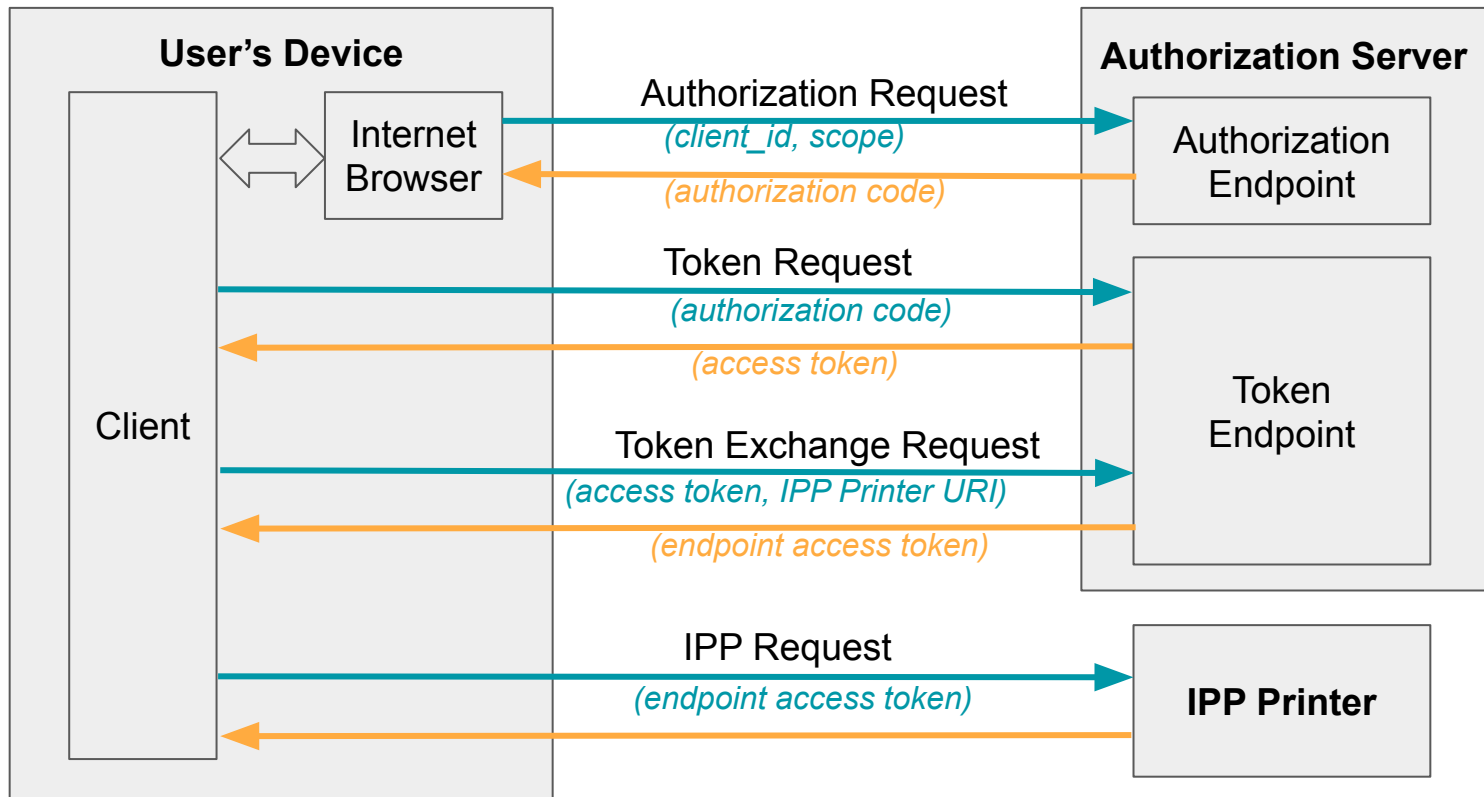 User’s Device
Authorization Server
Authorization Request
(client_id, scope)
Internet
Browser
Authorization
Endpoint
(authorization code)
Token Request
(authorization code)
(access token)
Client
Token
Endpoint
Token Exchange Request
(access token, IPP Printer URI)
(endpoint access token)
IPP Request
(endpoint access token)
IPP Printer